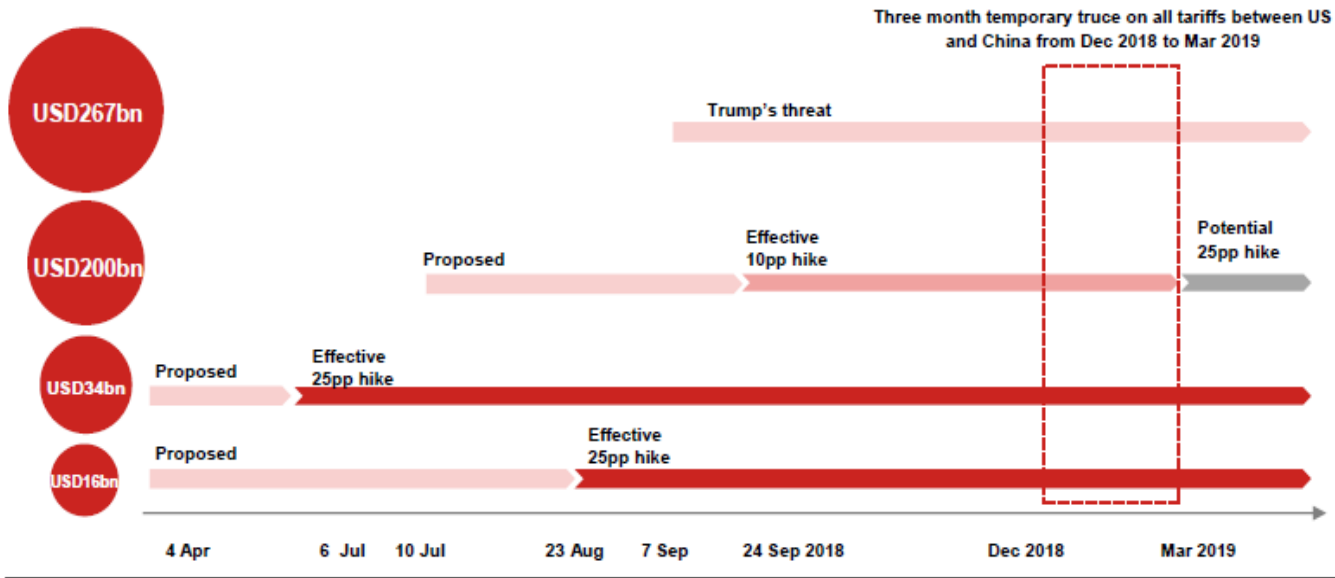 Three month temporary truce on all tariffs between US
and China from Dec 2018 to Mar 2019
USD267bn
Trump's threat
USD200bn
Proposed
Effective
10pp hike
Potential
25pp hike
USD34bn
Proposed
Effective
25pp hike
USD16bn
Proposed
Effective
25pp hike
4 Apr
6 Jul
10 Jul
23 Aug
7 Sep
24 Sep 2018
Dec 2018
Mar 2019